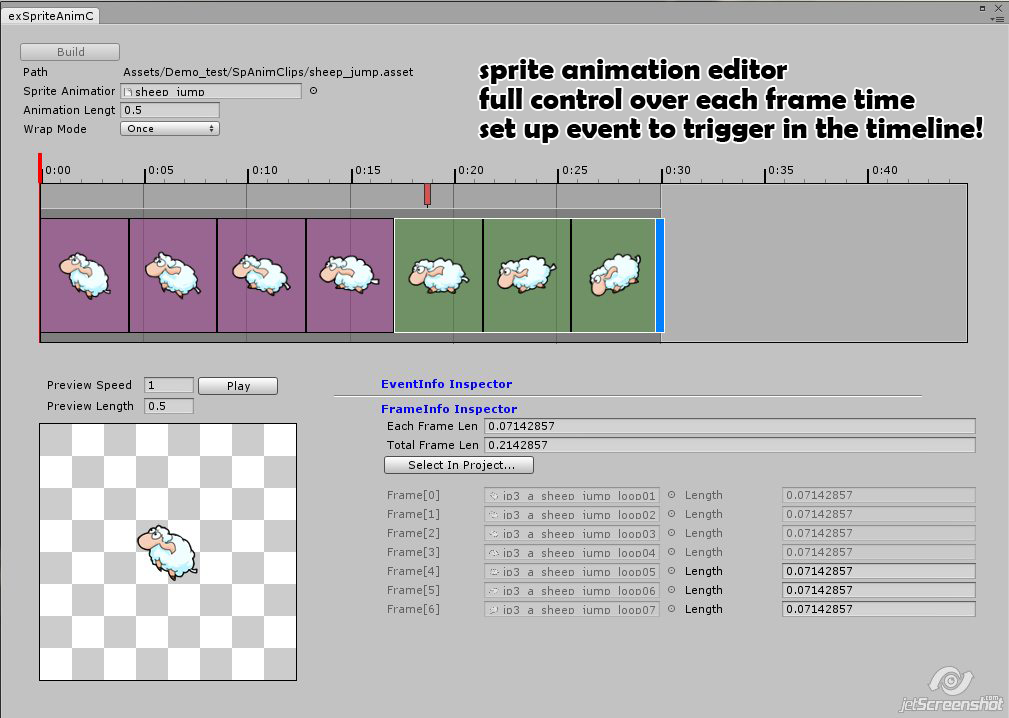 exSpriteAnimC
Build
Path Assets/Demo_test/SpAnimClips/sheep_jump.asset
Sprite Animatior sheep_jump
Animation Lengt 0.5
Wrap Mode Once
sprite animation editor
full control over each frame time
set up event to trigger in the timeline!
0:00 0:05 0:10 0:15 0:20 0:25 0:30 0:35 0:40
Preview Speed 1 Play
Preview Length 0.5
EventInfo Inspector
FrameInfo Inspector
Each Frame Len 0.07142857
Total Frame Len 0.2142857
Select In Project...
Frame[0] ip3_a_sheep_jump_loop01 Length 0.07142857
Frame[1] ip3_a_sheep_jump_loop02 Length 0.07142857
Frame[2] ip3_a_sheep_jump_loop03 Length 0.07142857
Frame[3] ip3_a_sheep_jump_loop04 Length 0.07142857
Frame[4] ip3_a_sheep_jump_loop05 Length 0.07142857
Frame[5] ip3_a_sheep_jump_loop06 Length 0.07142857
Frame[6] ip3_a_sheep_jump_loop07 Length 0.07142857
jetScreenshot.com